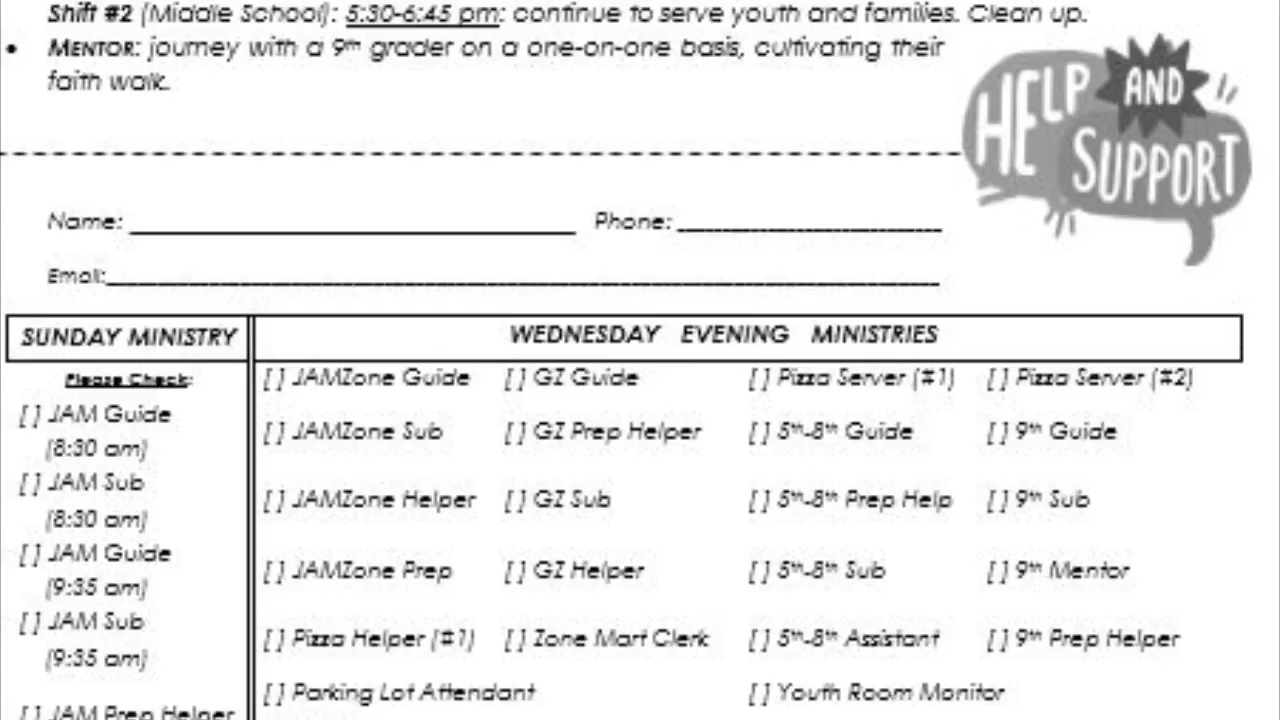 Shift #2 (Middle School): 5:30-6:45 pm: continue to serve youth and families. Clean up.
• MENTOR: journey with a 9th grader on a one-on-one basis, cultivating their
faith walk.
HELP AND SUPPORT
Name: Phone:
Email:
SUNDAY MINISTRY WEDNESDAY EVENING MINISTRIES
Please Check:
[ ] JAMZone Guide [ ] GZ Guide [ ] Pizza Server (#1) [ ] Pizza Server (#2)
[ ] JAM Guide
(8:30 am)
[ ] JAMZone Sub [ ] GZ Prep Helper [ ] 5th-8th Guide [ ] 9th Guide
[ ] JAM Sub
(8:30 am)
[ ] JAMZone Helper [ ] GZ Sub [ ] 5th-8th Prep Help [ ] 9th Sub
[ ] JAM Guide
(9:35 am)
[ ] JAMZone Prep [ ] GZ Helper [ ] 5th-8th Sub [ ] 9th Mentor
[ ] JAM Sub
(9:35 am)
[ ] Pizza Helper (#1) [ ] Zone Mart Clerk [ ] 5th-8th Assistant [ ] 9th Prep Helper
[ ] JAM Prep Helper
[ ] Parking Lot Attendant [ ] Youth Room Monitor